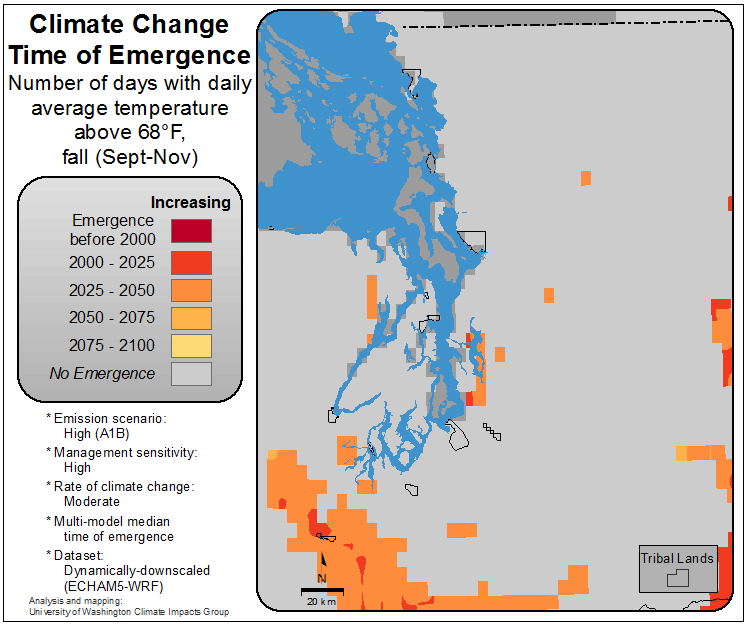 Climate Change
Time of Emergence
Number of days with daily
average temperature
above 68°F,
fall (Sept-Nov)
Increasing
Emergence
before 2000
2000 - 2025
2025 - 2050
2050 - 2075
2075 - 2100
No Emergence
* Emission scenario:
High (A1B)
* Management sensitivity:
High
* Rate of climate change:
Moderate
* Multi-model median
time of emergence
* Dataset:
Dynamically-downscaled
(ECHAM5-WRF)
Analysis and mapping:
University of Washington Climate Impacts Group
N
20 km
Tribal Lands